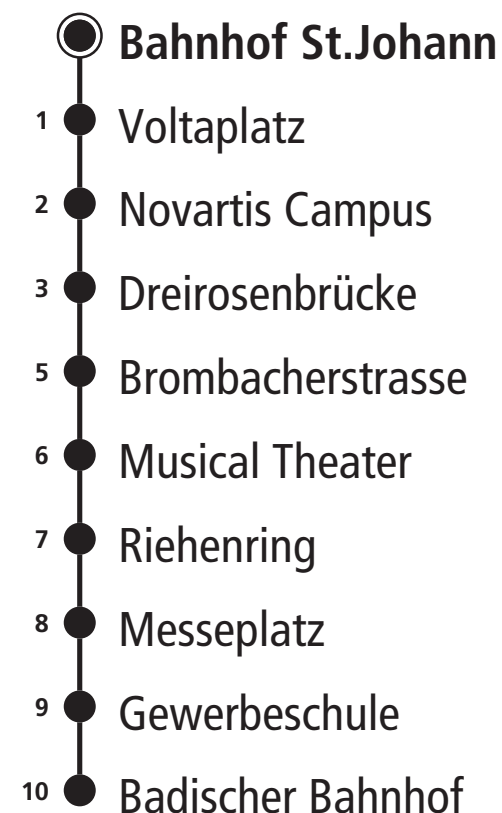 Bahnhof St.Johann
1 Voltaplatz
2 Novartis Campus
3 Dreirosenbrücke
5 Brombacherstrasse
6 Musical Theater
7 Riehenring
8 Messeplatz
9 Gewerbeschule
10 Badischer Bahnhof